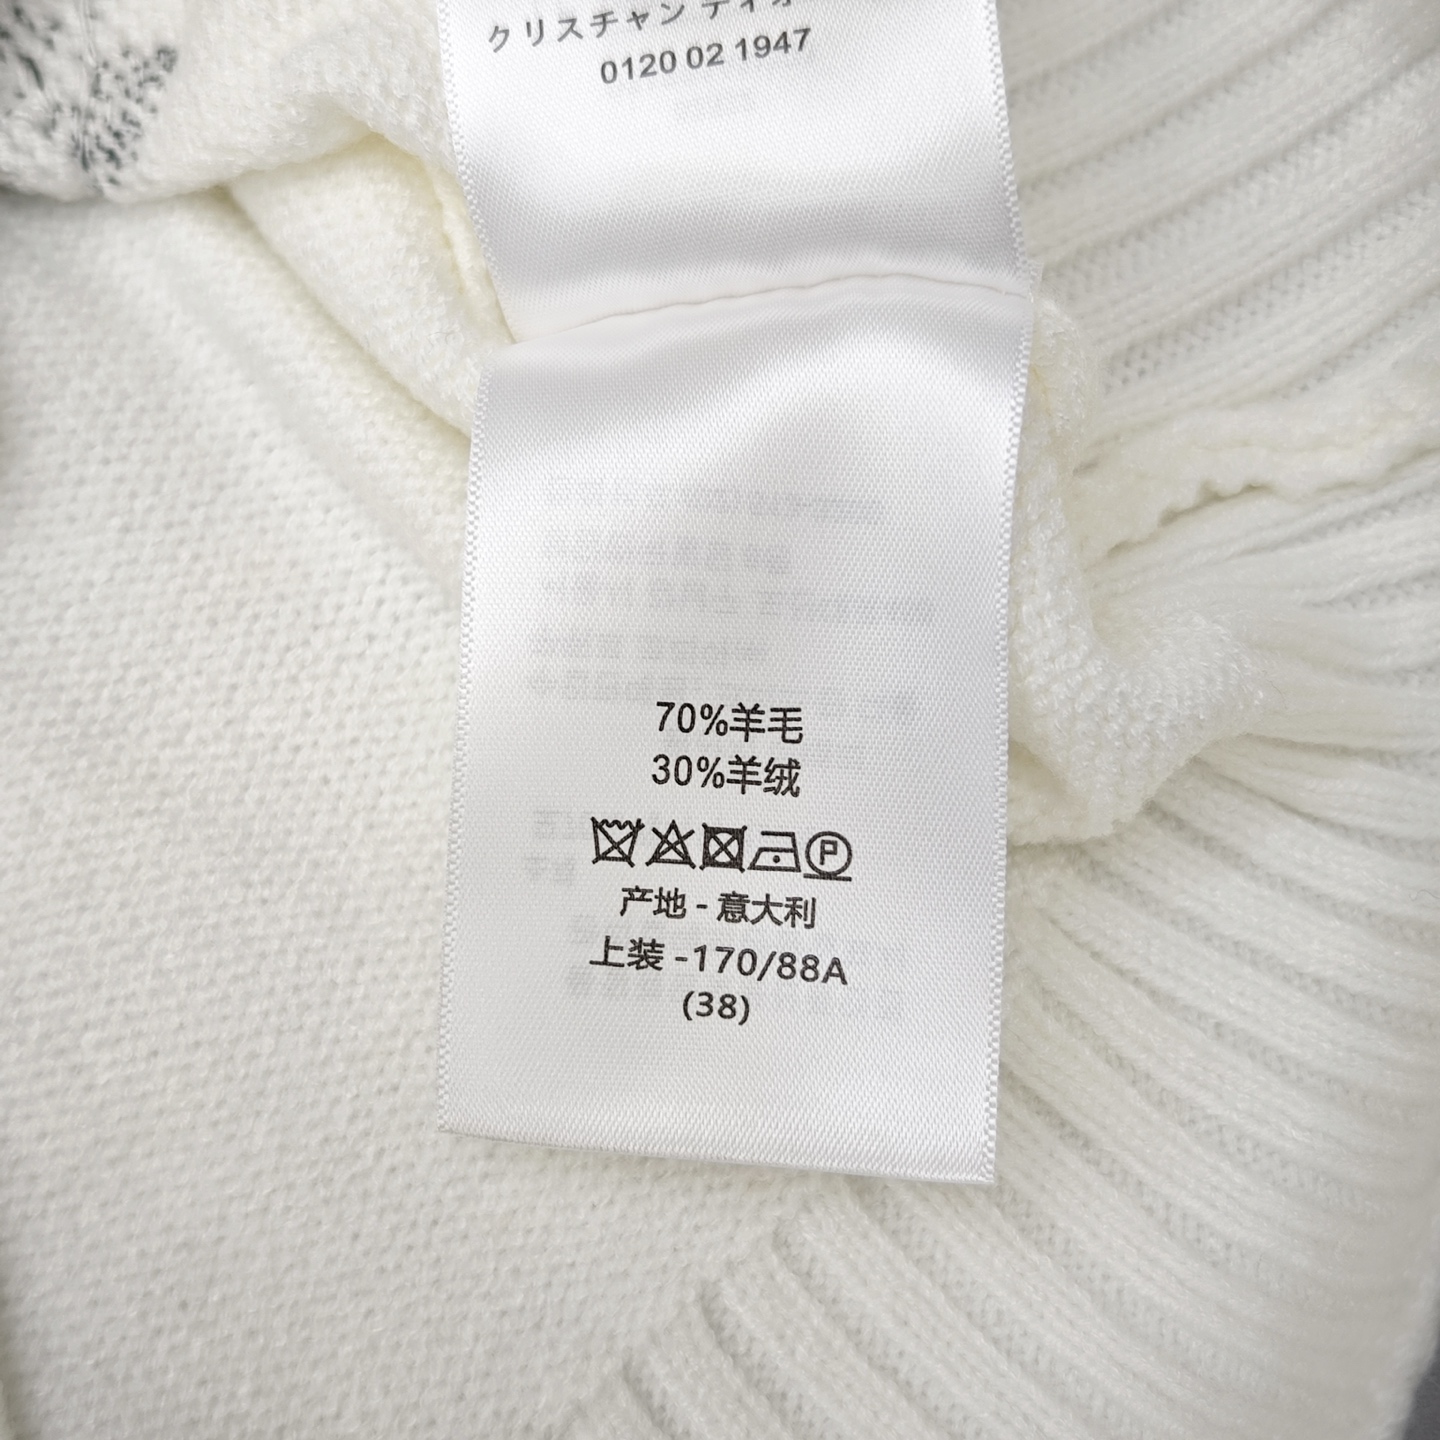 クリスチャン ディオ
0120 02 1947
70%羊毛
30%羊绒
P
产地 - 意大利
上装 -170/88A
(38)